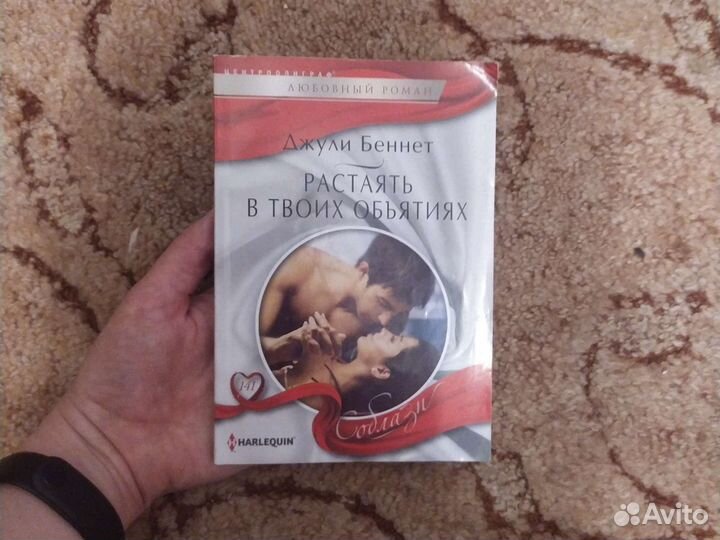 ЦЕНТРПОЛИГРАФ
ЛЮБОВНЫЙ РОМАН
Джули Беннет
РАСТАЯТЬ
В ТВОИХ ОБЪЯТИЯХ
141
Соблазн
HARLEQUIN
Avito